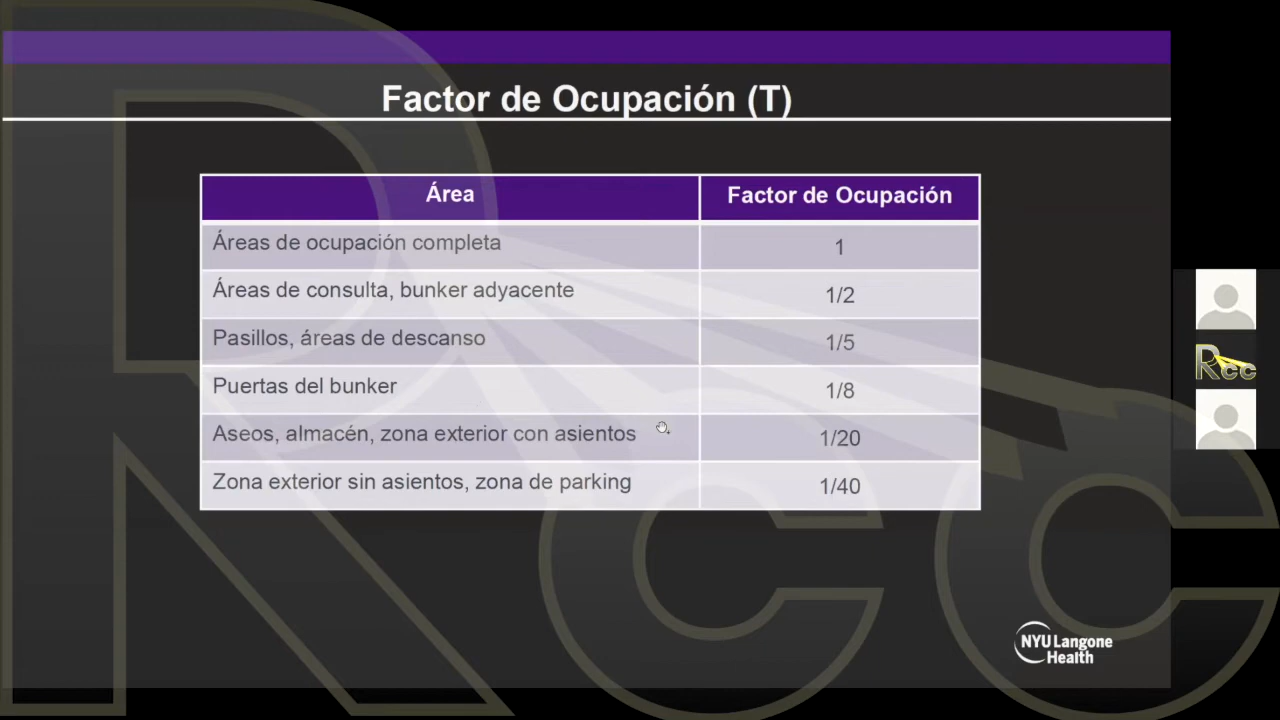 Factor de Ocupación (T)
Área
Factor de Ocupación
Áreas de ocupación completa
1
Áreas de consulta, bunker adyacente
1/2
Pasillos, áreas de descanso
1/5
Puertas del bunker
1/8
Aseos, almacén, zona exterior con asientos
1/20
Zona exterior sin asientos, zona de parking
1/40
Rcc
Rcc
NYU Langone
Health